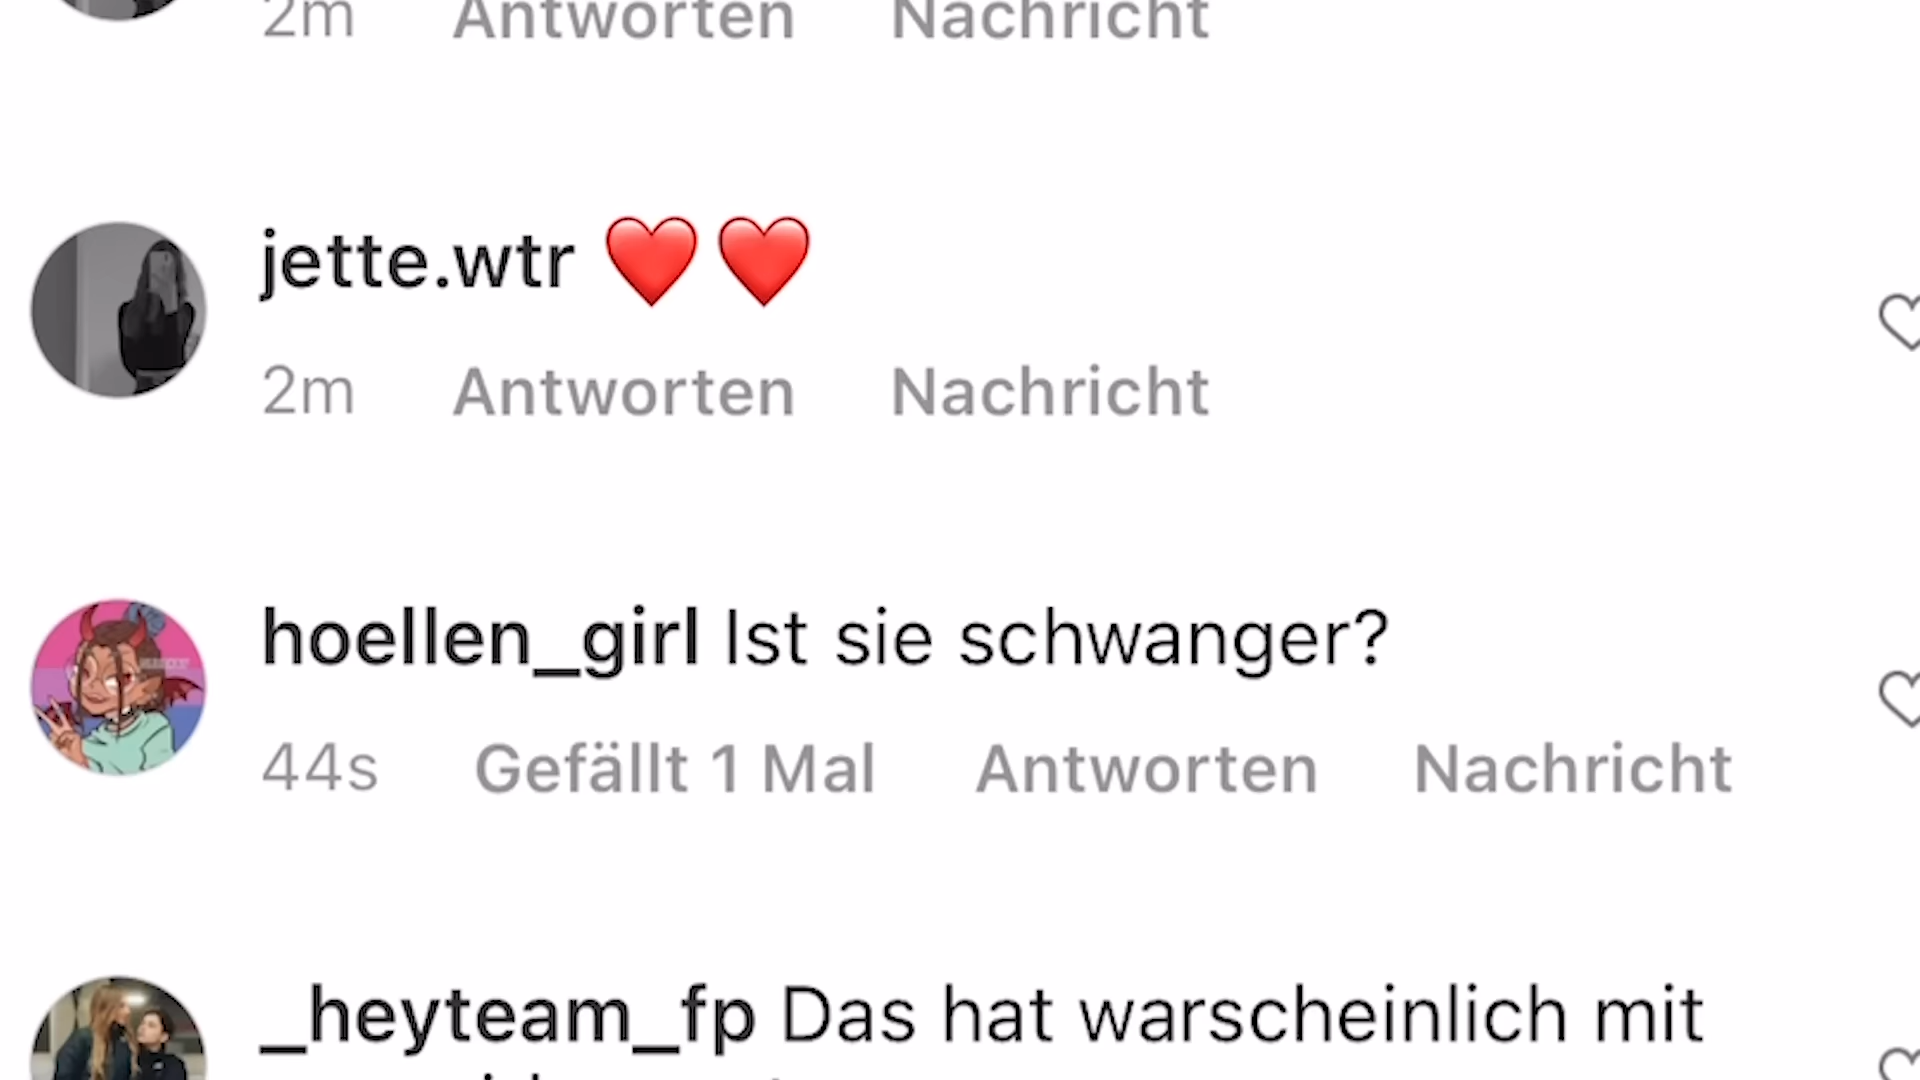 2m Antworten Nachricht
jette.wtr ❤️❤️
2m Antworten Nachricht
hoellen_girl Ist sie schwanger?
44s Gefällt 1 Mal Antworten Nachricht
_heyteam_fp Das hat warscheinlich mit